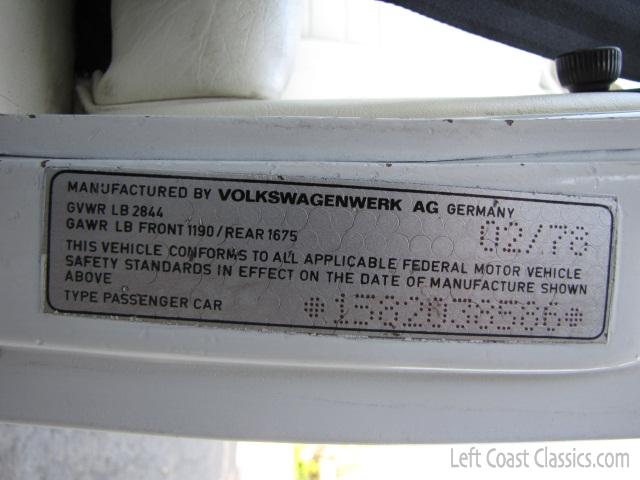 MANUFACTURED BY VOLKSWAGENWERK AG GERMANY
GVWR LB 2844 02/78
GAWR LB FRONT 1190/REAR 1675
THIS VEHICLE CONFORMS TO ALL APPLICABLE FEDERAL MOTOR VEHICLE
SAFETY STANDARDS IN EFFECT ON THE DATE OF MANUFACTURE SHOWN
ABOVE
TYPE PASSENGER CAR *1582038586*
Left Coast Classics.com